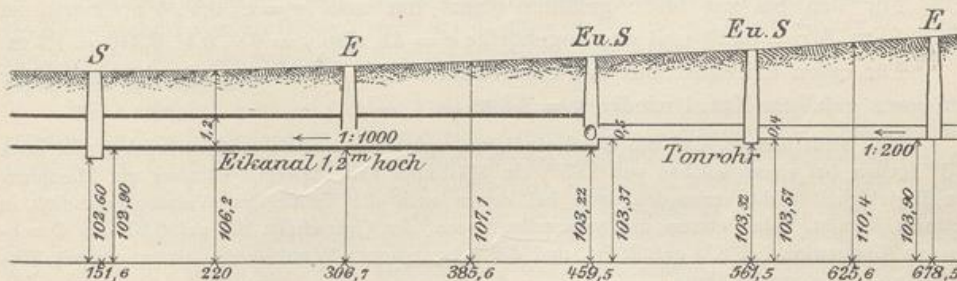 S E Eu.S Eu.S E
1,2 1:1000 0,5 0,4
Eikanal 1,2ᵐ hoch Tonrohr 1:200
102,60 102,90 106,2 107,1 103,22 103,37 103,32 103,57 110,4 103,90
151,6 220 306,7 385,6 459,5 561,5 625,6 678,5